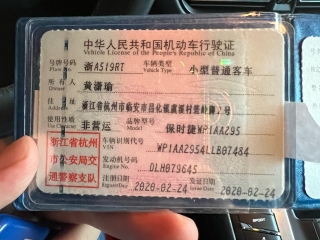 中华人民共和国机动车行驶证
Vehicle License of the People's Republic of China
号牌号码 浙A519RT 车辆类型 小型普通客车
Plate No. Vehicle Type
所有人 黄潇瑜
Owner
住址 浙江省杭州市临安市昌化镇
使用性质 非营运 品牌型号 保时捷WP1AA295
浙江省杭州 车辆识别代号 WP1AA2954LLB07484
VIN
市公安局交 发动机号码 DLH079645
Engine No.
通警察支队 注册日期 2020-02-24 发证日期 2020-02-24
Register Date Issue Date